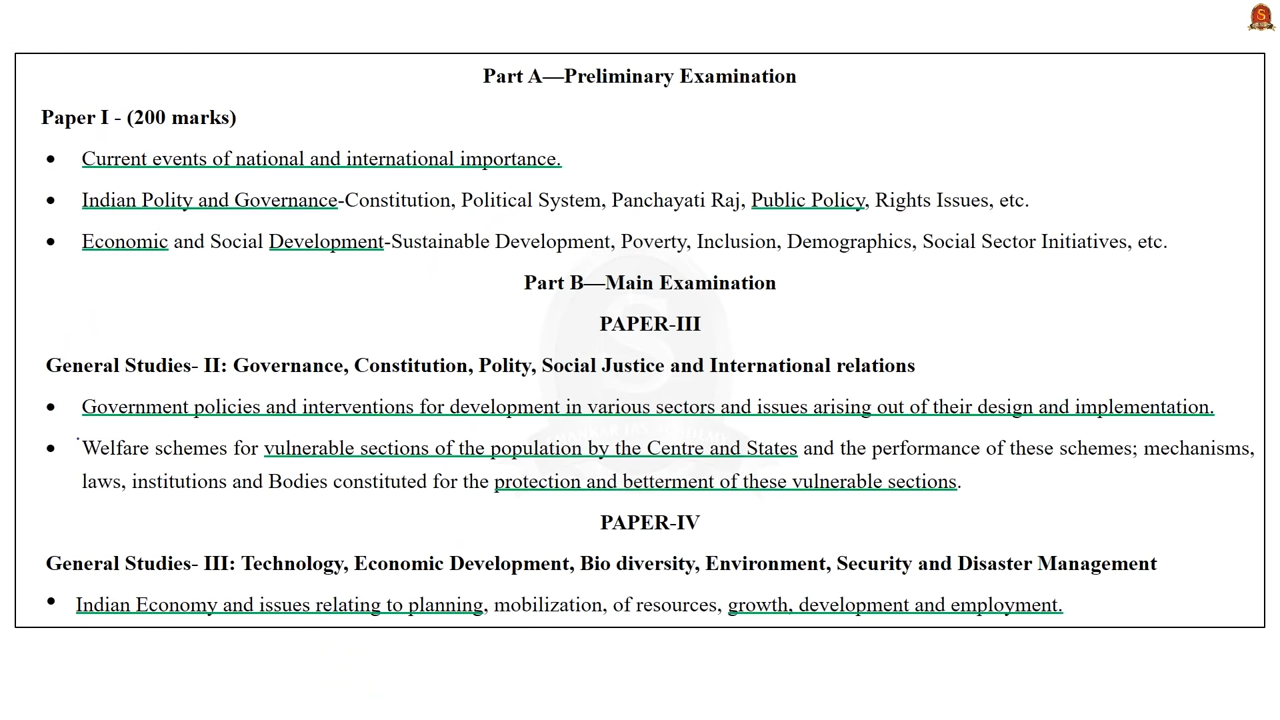 Part A—Preliminary Examination
Paper I - (200 marks)
• Current events of national and international importance.
• Indian Polity and Governance-Constitution, Political System, Panchayati Raj, Public Policy, Rights Issues, etc.
• Economic and Social Development-Sustainable Development, Poverty, Inclusion, Demographics, Social Sector Initiatives, etc.
Part B—Main Examination
PAPER-III
General Studies- II: Governance, Constitution, Polity, Social Justice and International relations
• Government policies and interventions for development in various sectors and issues arising out of their design and implementation.
• Welfare schemes for vulnerable sections of the population by the Centre and States and the performance of these schemes; mechanisms,
laws, institutions and Bodies constituted for the protection and betterment of these vulnerable sections.
PAPER-IV
General Studies- III: Technology, Economic Development, Bio diversity, Environment, Security and Disaster Management
• Indian Economy and issues relating to planning, mobilization, of resources, growth, development and employment.